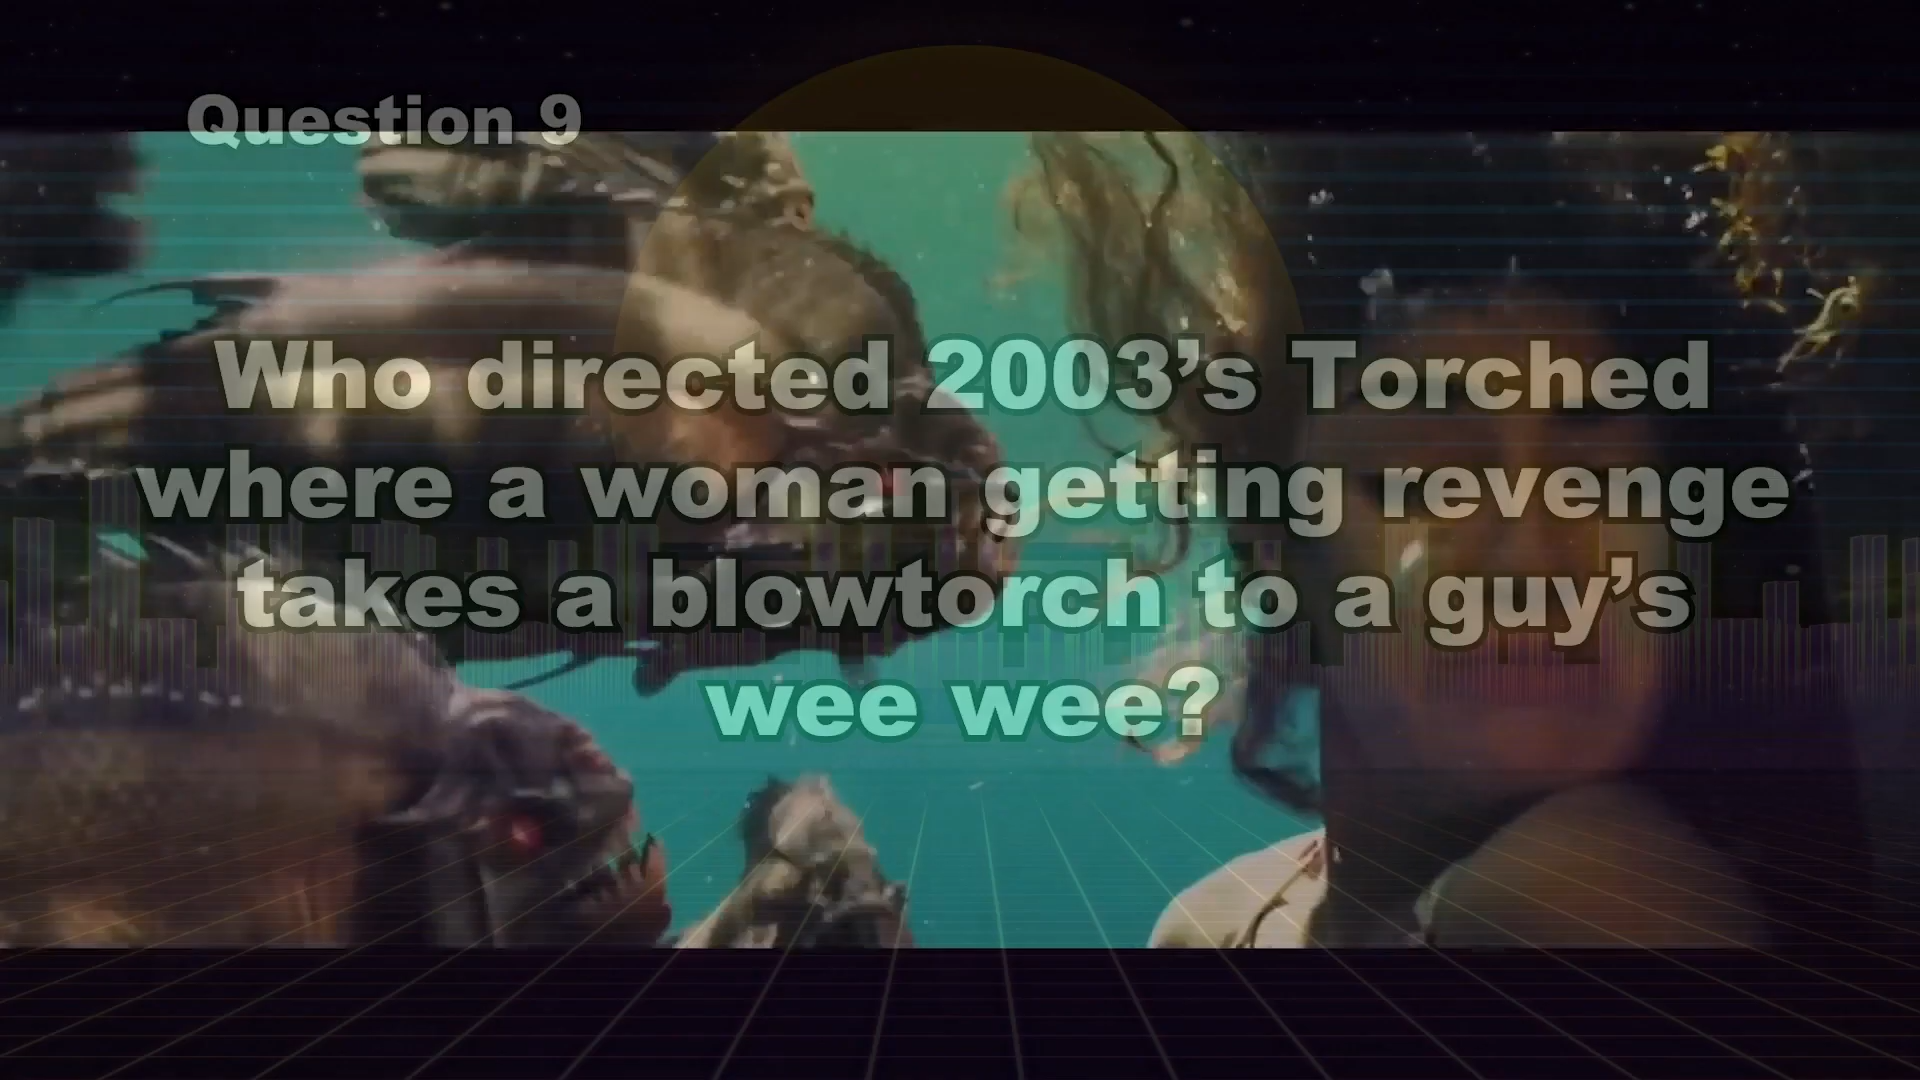 Question 9
Who directed 2003’s Torched
where a woman getting revenge
takes a blowtorch to a guy’s
wee wee?